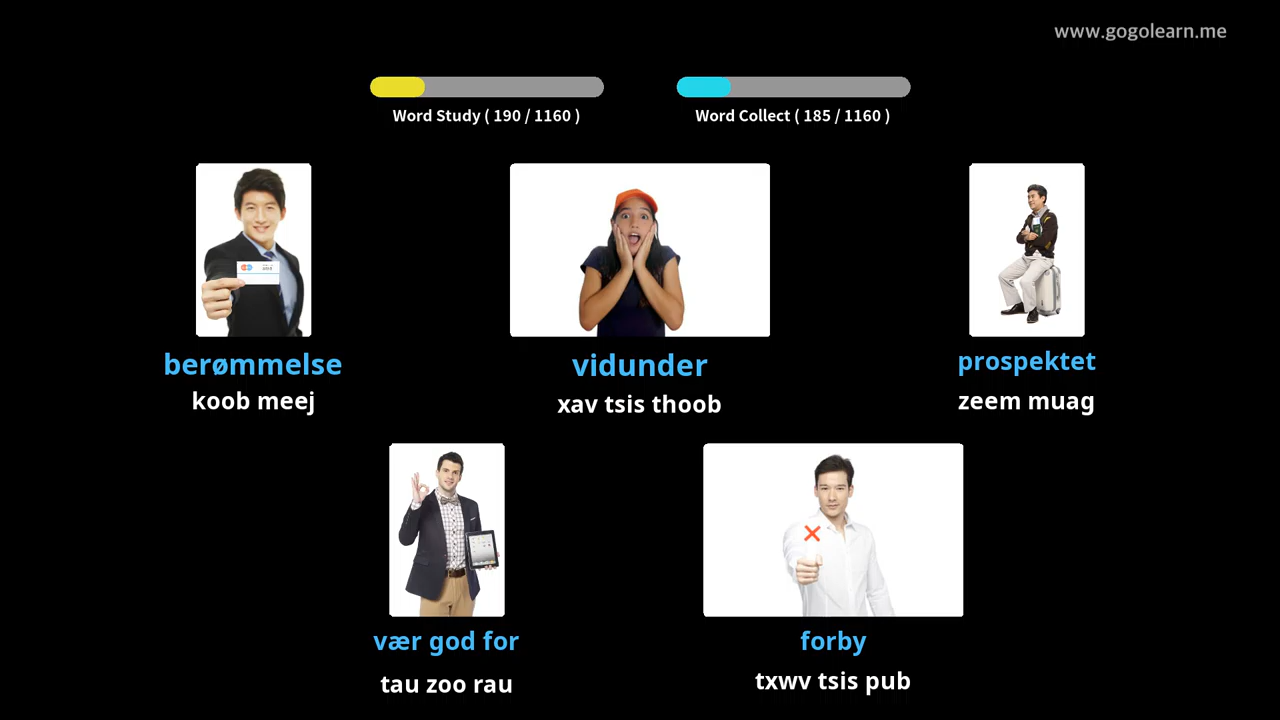 www.gogolearn.me
Word Study ( 190 / 1160 )
Word Collect ( 185 / 1160 )
berømmelse
koob meej
vidunder
xav tsis thoob
prospektet
zeem muag
vær god for
tau zoo rau
forby
txwv tsis pub